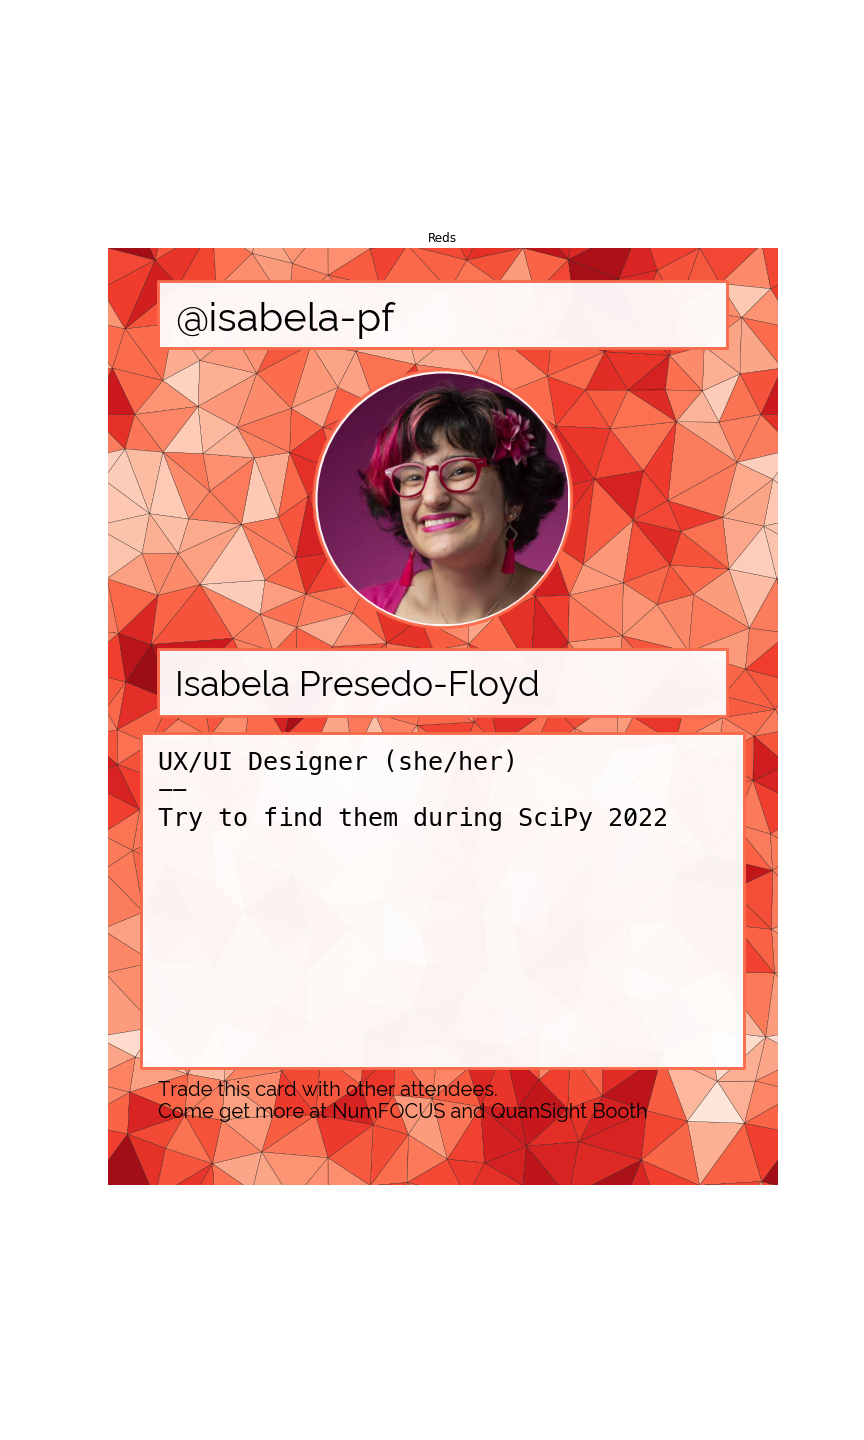 Reds
@isabela-pf
Isabela Presedo-Floyd
UX/UI Designer (she/her)
——
Try to find them during SciPy 2022
Trade this card with other attendees.
Come get more at NumFOCUS and QuanSight Booth